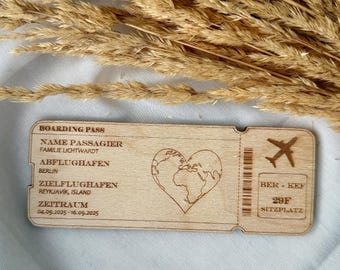 BOARDING PASS
NAME PASSAGIER
FAMILIE LICHTWARDT
ABFLUGHAFEN
BERLIN
ZIELFLUGHAFEN
REYKJAVÍK, ISLAND
ZEITRAUM
04.09.2025 - 16.09.2025
BER - KEF
29F
SITZPLATZ